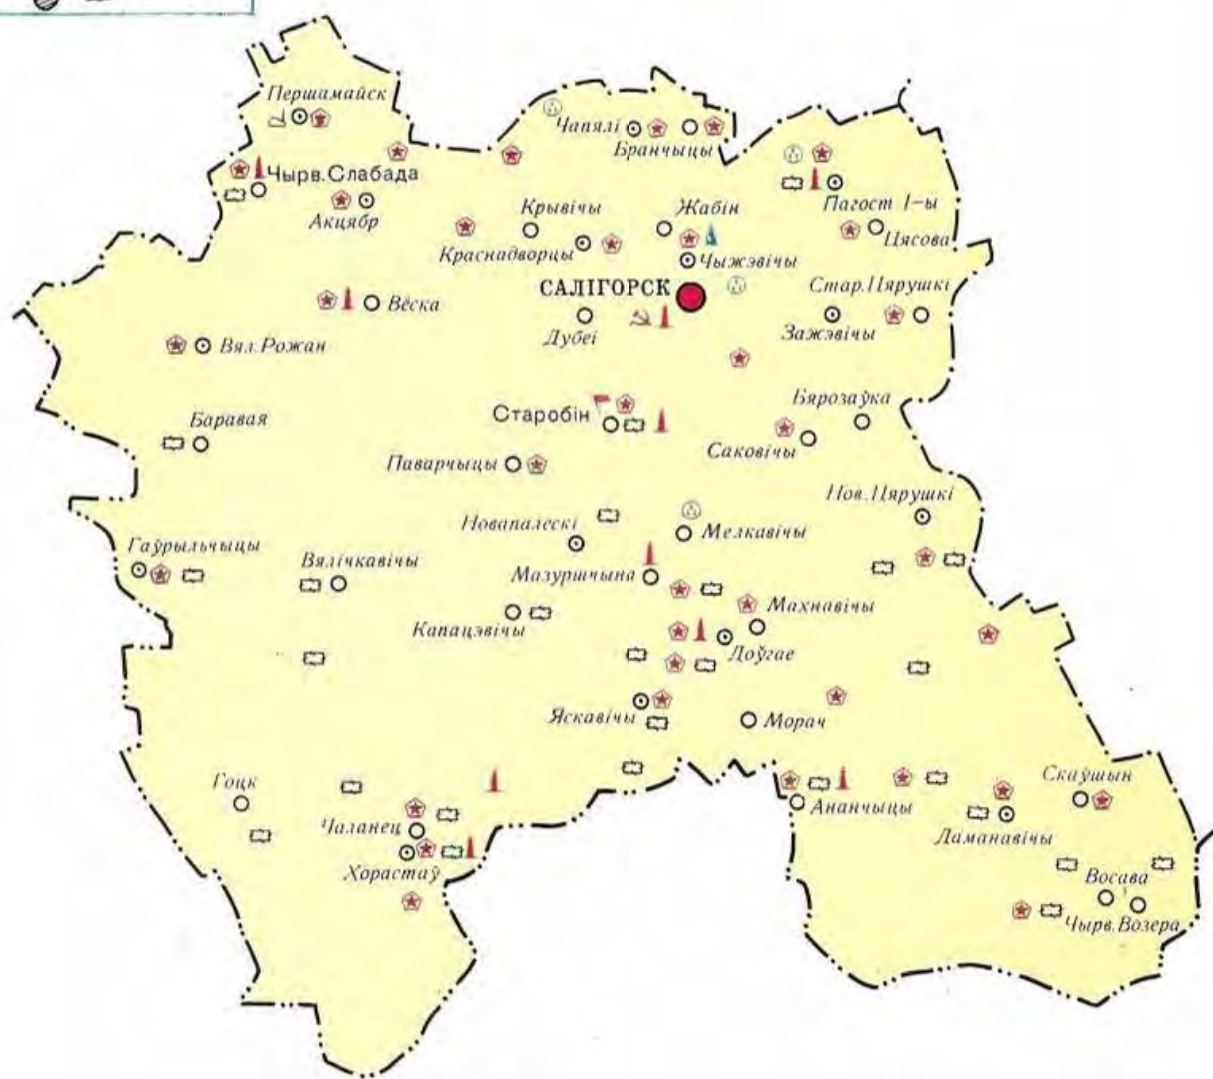 Першамайск
Чапялі
Бранчыцы
Чырв.Слабада
Акцябр
Крывічы
Жабін
Пагост 1-ы
Цясова
Краснадворцы
Чыжэвічы
САЛІГОРСК
Стар.Цярушкі
Вёска
Дубеі
Зажэвічы
Вял.Рожан
Бярозаўка
Баравая
Старобін
Саковічы
Паварчыцы
Нов.Цярушкі
Новапалескі
Мелкавічы
Гаўрыльчыцы
Вялічкавічы
Мазуршчына
Махнавічы
Капацэвічы
Доўгае
Яскавічы
Морач
Гоцк
Скаўшын
Ананчыцы
Чаланец
Ламанавічы
Хорастаў
Восава
Чырв.Возера